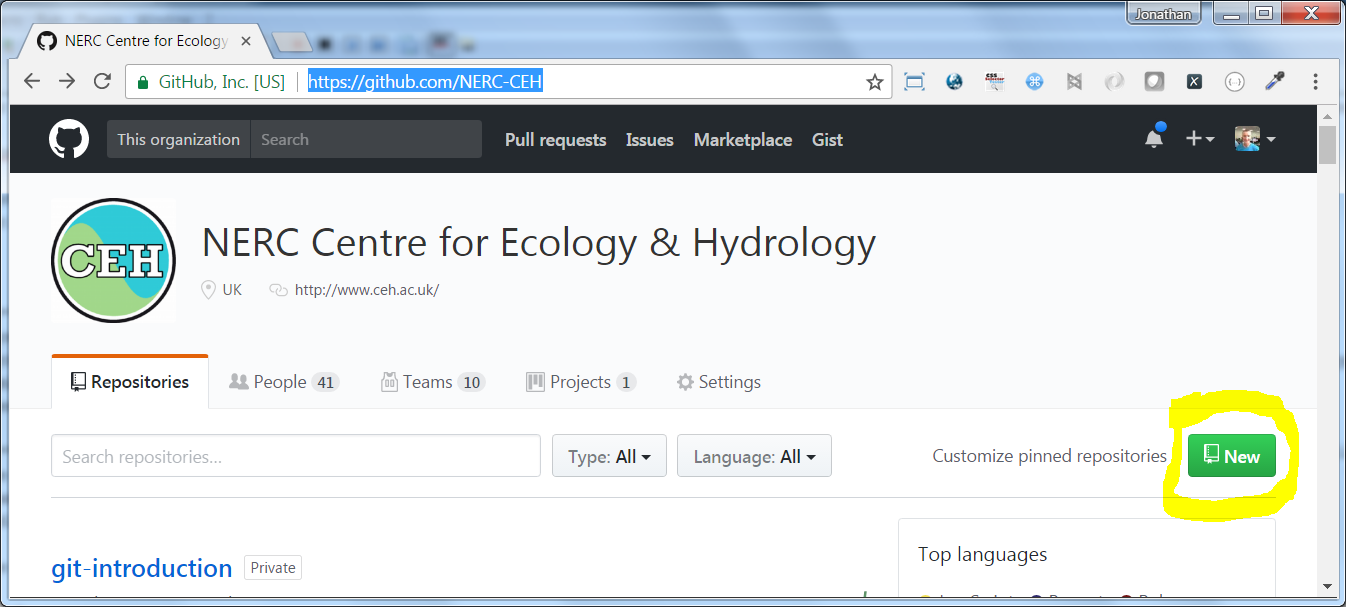 Jonathan
NERC Centre for Ecology
GitHub, Inc. [US] https://github.com/NERC-CEH
This organization Search Pull requests Issues Marketplace Gist
CEH
NERC Centre for Ecology & Hydrology
UK http://www.ceh.ac.uk/
Repositories People 41 Teams 10 Projects 1 Settings
Search repositories... Type: All Language: All Customize pinned repositories New
Top languages
git-introduction Private